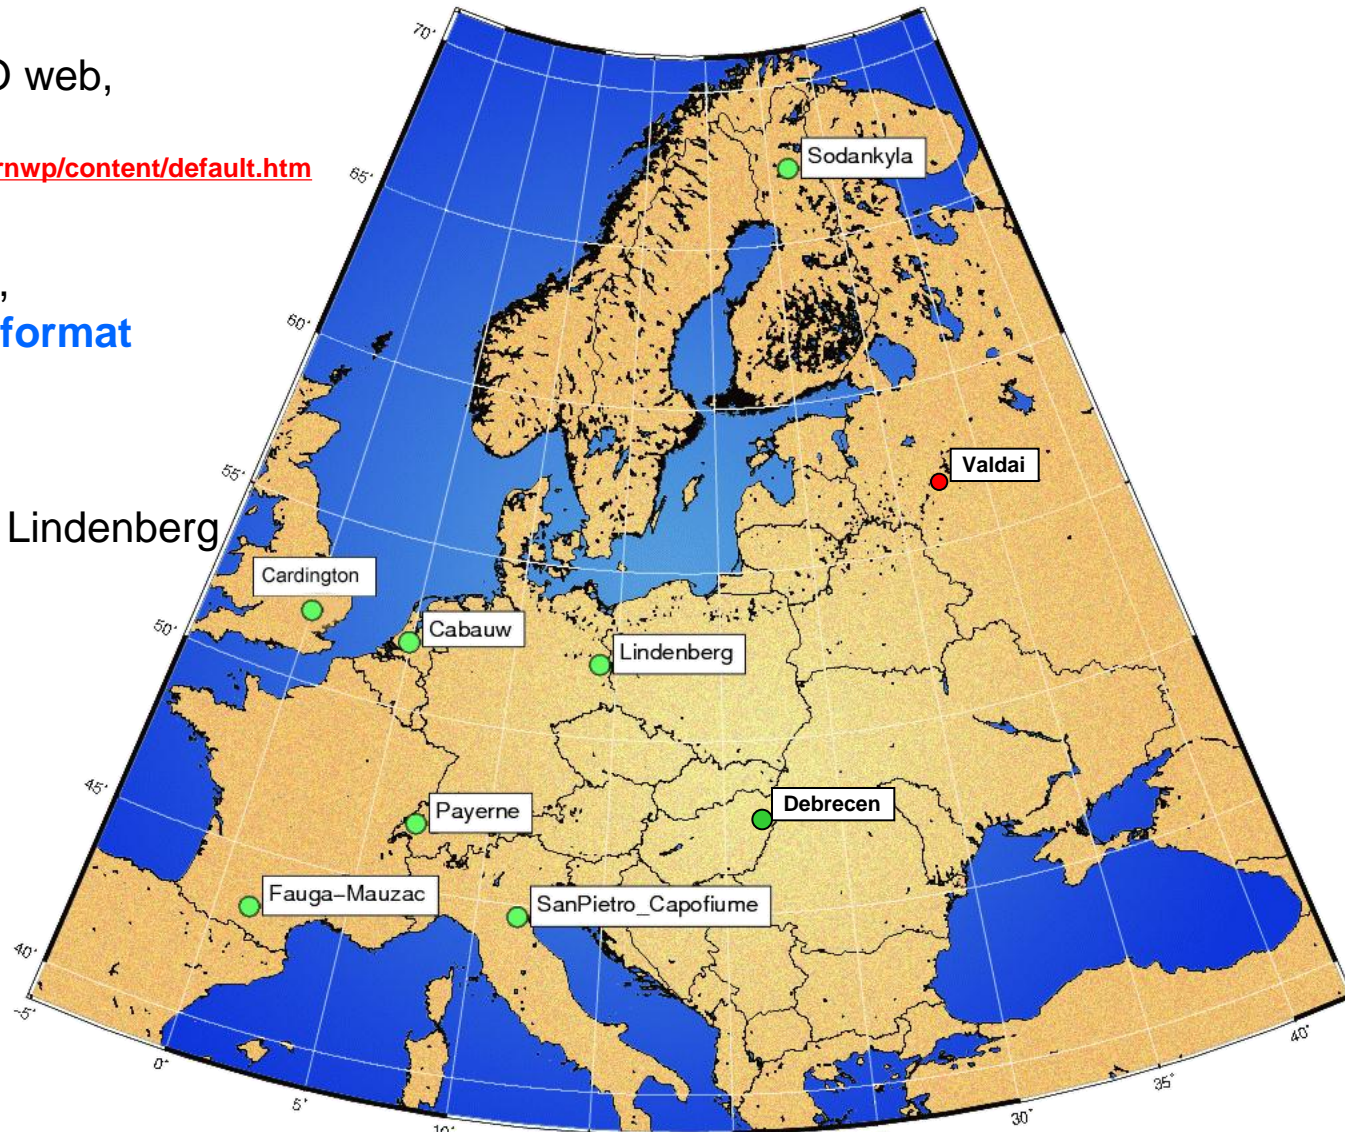 70°
O web,
rnwp/content/default.htm
Sodankyla
65°
,
format
60°
Valdai
55°
Lindenberg
Cardington
Cabauw
50°
Lindenberg
45°
Payerne
Debrecen
Fauga-Mauzac
SanPietro_Capofiume
40°
-5°
0°
5°
10°
30°
35°
40°